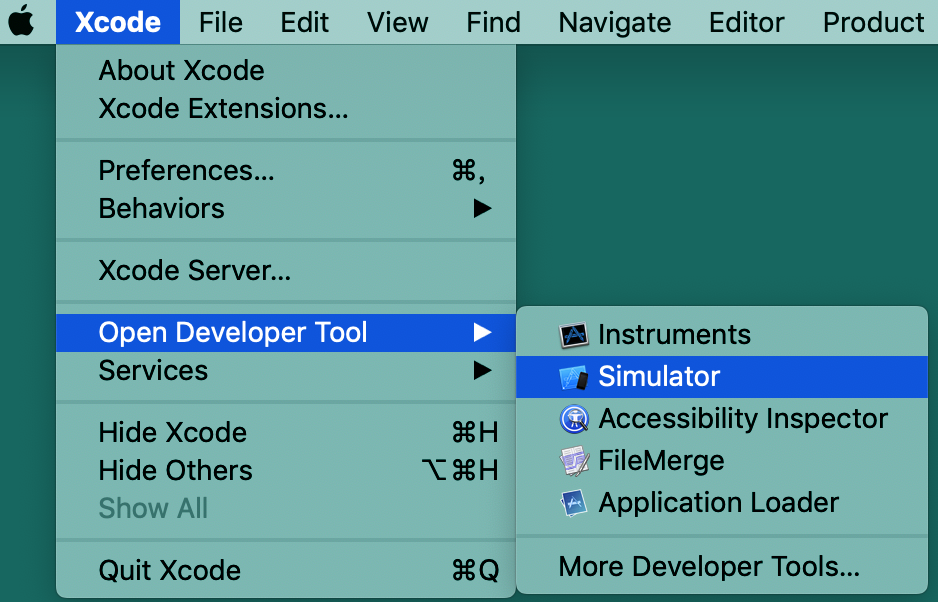 Xcode File Edit View Find Navigate Editor Product
About Xcode
Xcode Extensions...
Preferences... ⌘,
Behaviors ▶
Xcode Server...
Open Developer Tool ▶
Services ▶
Hide Xcode ⌘H
Hide Others ⌥⌘H
Show All
Quit Xcode ⌘Q
Instruments
Simulator
Accessibility Inspector
FileMerge
Application Loader
More Developer Tools...